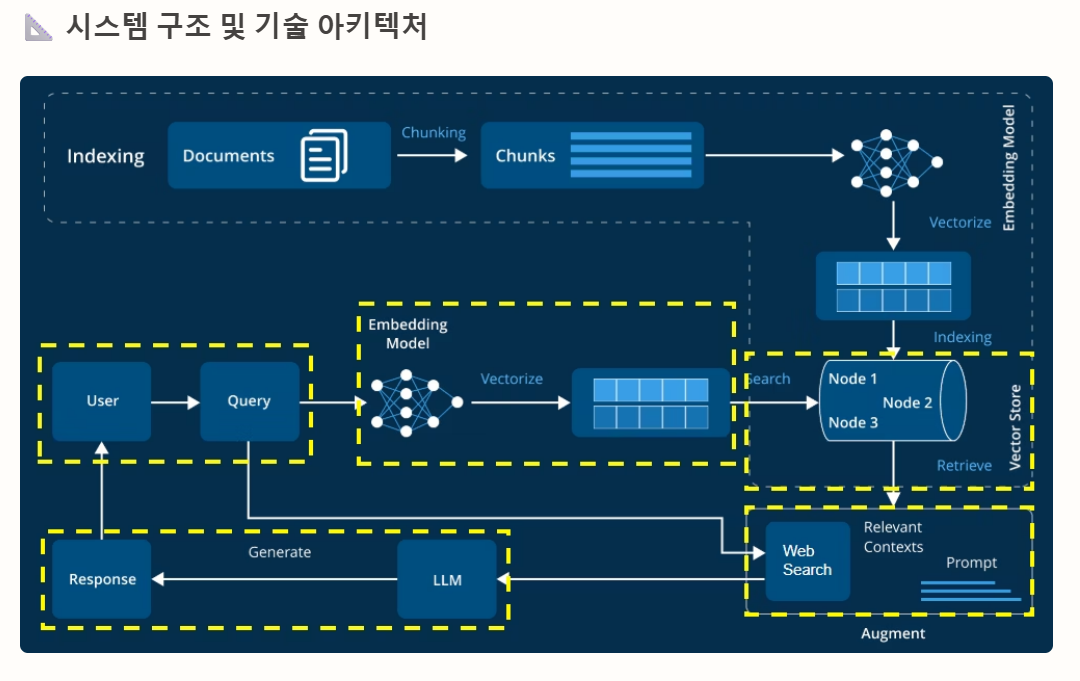 시스템 구조 및 기술 아키텍처
Indexing
Documents
Chunking
Chunks
Embedding Model
Vectorize
Indexing
Embedding
Model
User
Query
Vectorize
Search
Node 1
Node 2
Node 3
Vector Store
Retrieve
Response
Generate
LLM
Web
Search
Relevant
Contexts
Prompt
Augment